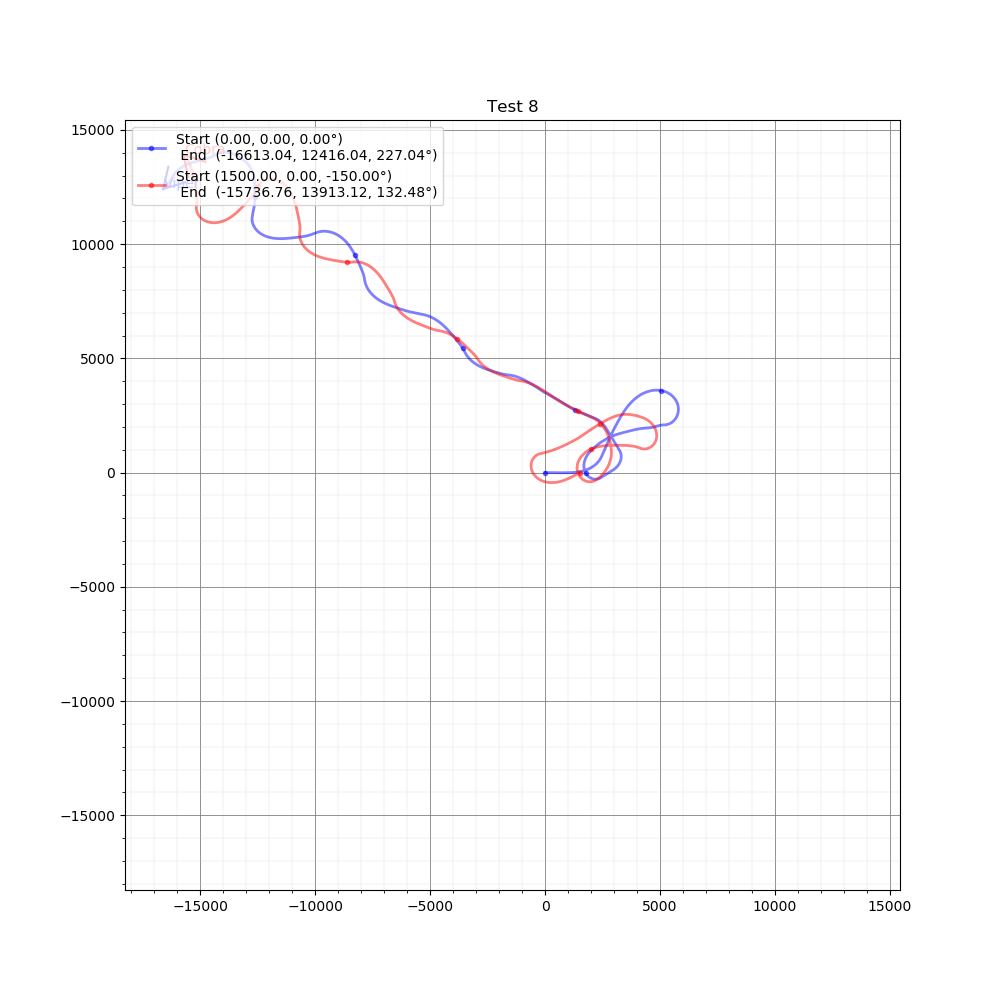 Test 8
Start (0.00, 0.00, 0.00°)
End (-16613.04, 12416.04, 227.04°)
Start (1500.00, 0.00, -150.00°)
End (-15736.76, 13913.12, 132.48°)
15000
10000
5000
0
−5000
−10000
−15000
−15000 −10000 −5000 0 5000 10000 15000